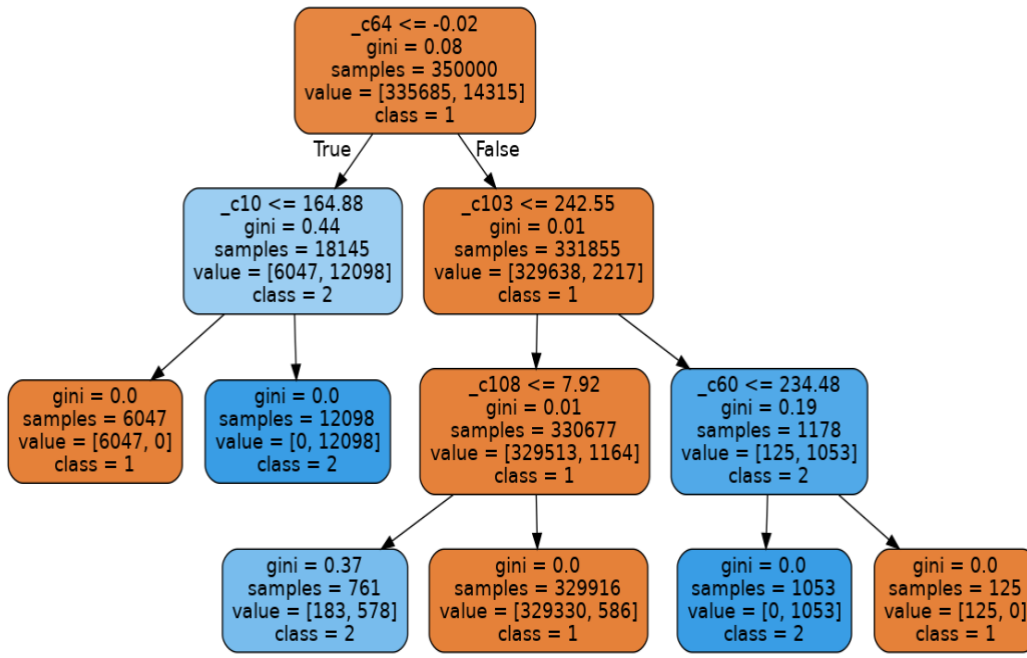 _c64 <= -0.02
gini = 0.08
samples = 350000
value = [335685, 14315]
class = 1
True
False
_c10 <= 164.88
gini = 0.44
samples = 18145
value = [6047, 12098]
class = 2
_c103 <= 242.55
gini = 0.01
samples = 331855
value = [329638, 2217]
class = 1
gini = 0.0
samples = 6047
value = [6047, 0]
class = 1
gini = 0.0
samples = 12098
value = [0, 12098]
class = 2
_c108 <= 7.92
gini = 0.01
samples = 330677
value = [329513, 1164]
class = 1
_c60 <= 234.48
gini = 0.19
samples = 1178
value = [125, 1053]
class = 2
gini = 0.37
samples = 761
value = [183, 578]
class = 2
gini = 0.0
samples = 329916
value = [329330, 586]
class = 1
gini = 0.0
samples = 1053
value = [0, 1053]
class = 2
gini = 0.0
samples = 125
value = [125, 0]
class = 1